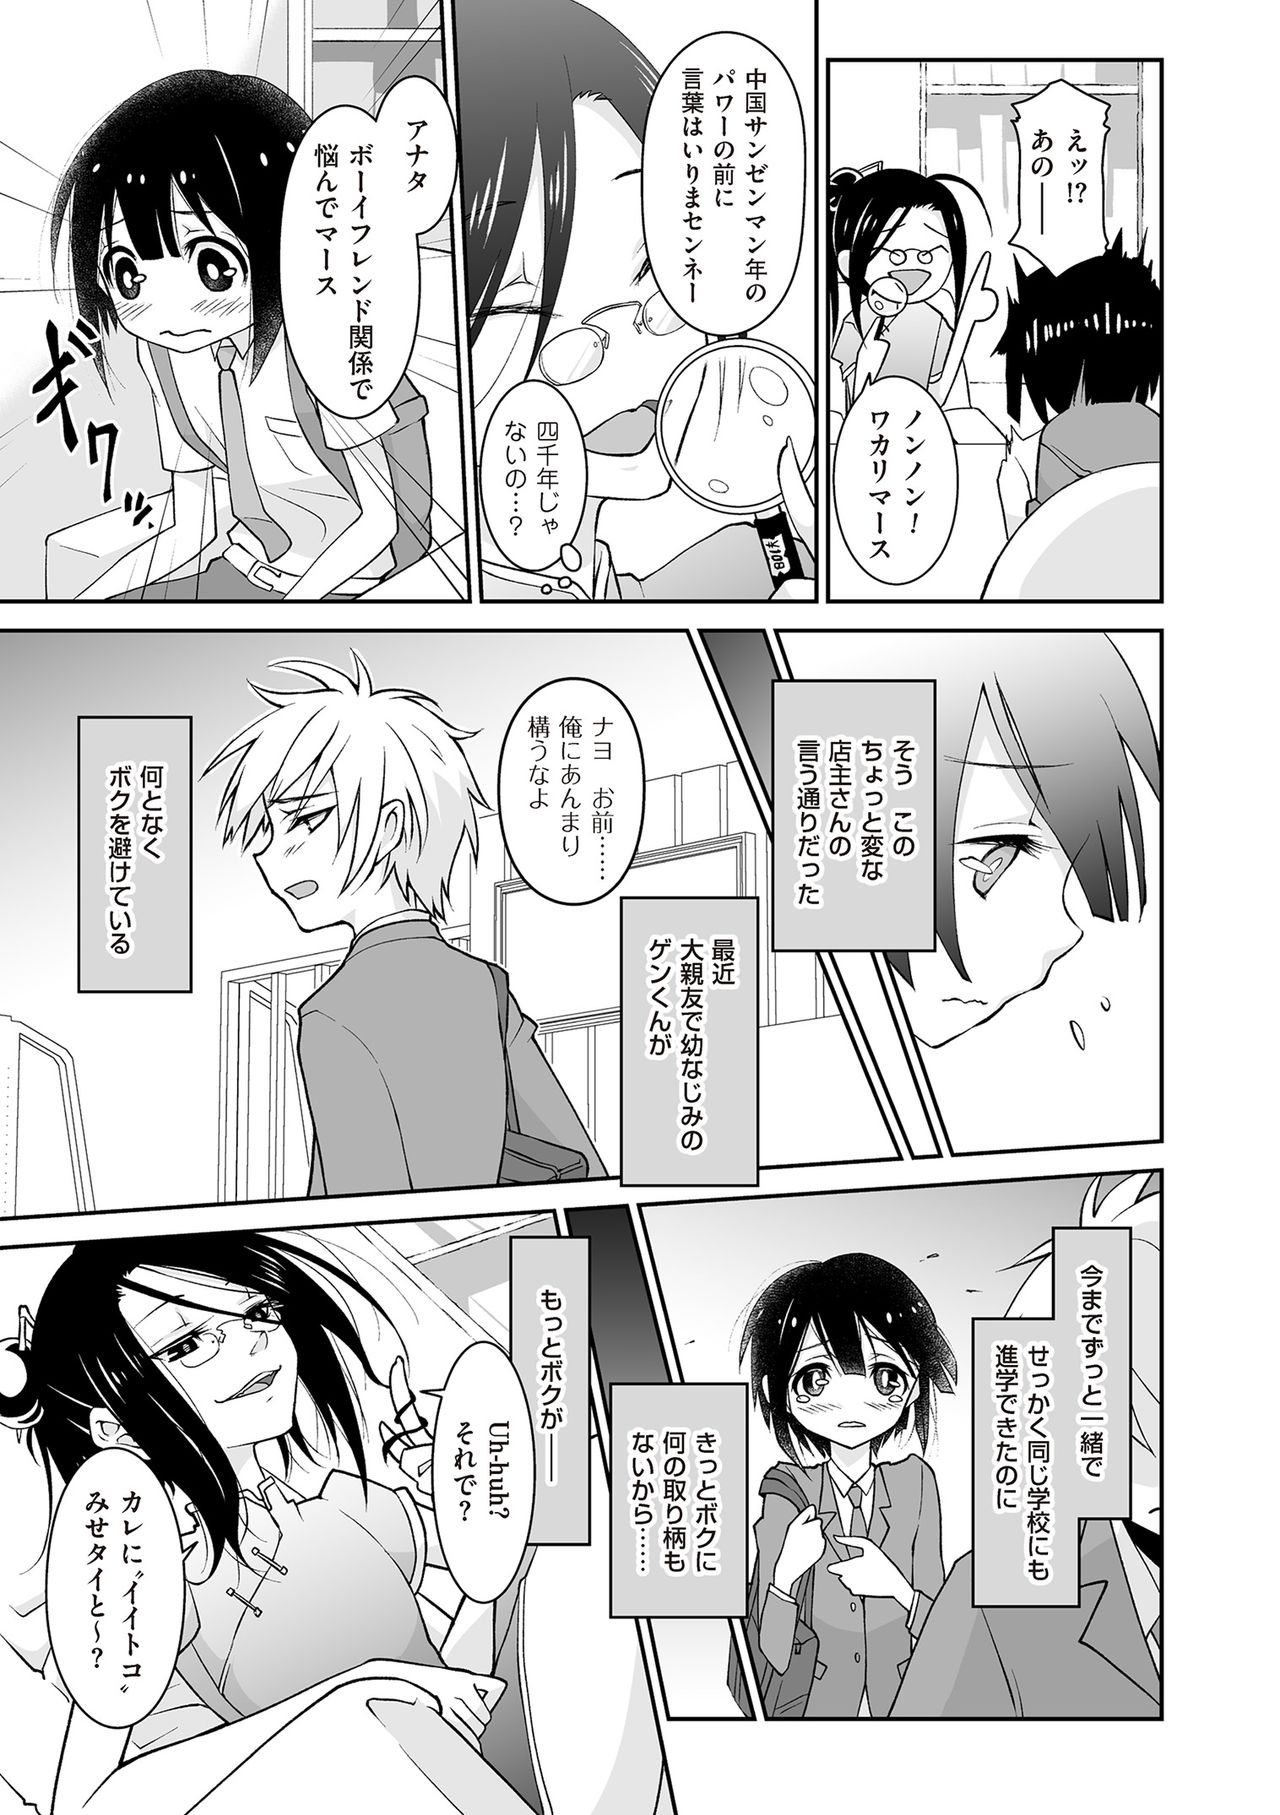 えッ!?
あの──
ノンノン!
ワカリマース
中国サンゼンマン年の
パワーの前に
言葉はいりまセンネー
四千年じゃ
ないの…?
アナタ
ボーイフレンド関係で
悩んでマース
ギクッ
そう この
ちょっと変な
店主さんの
言う通りだった
最近
大親友で幼なじみの
ゲンくんが
ナヨ お前……
俺にあんまり
構うなよ
何となく
ボクを避けている
今までずっと一緒で
せっかく同じ学校にも
進学できたのに
きっとボクに
何の取り柄も
ないから……
もっとボクが──
Uh-huh?
それで?
カレに〝イイトコ〟
みせタイと〜?